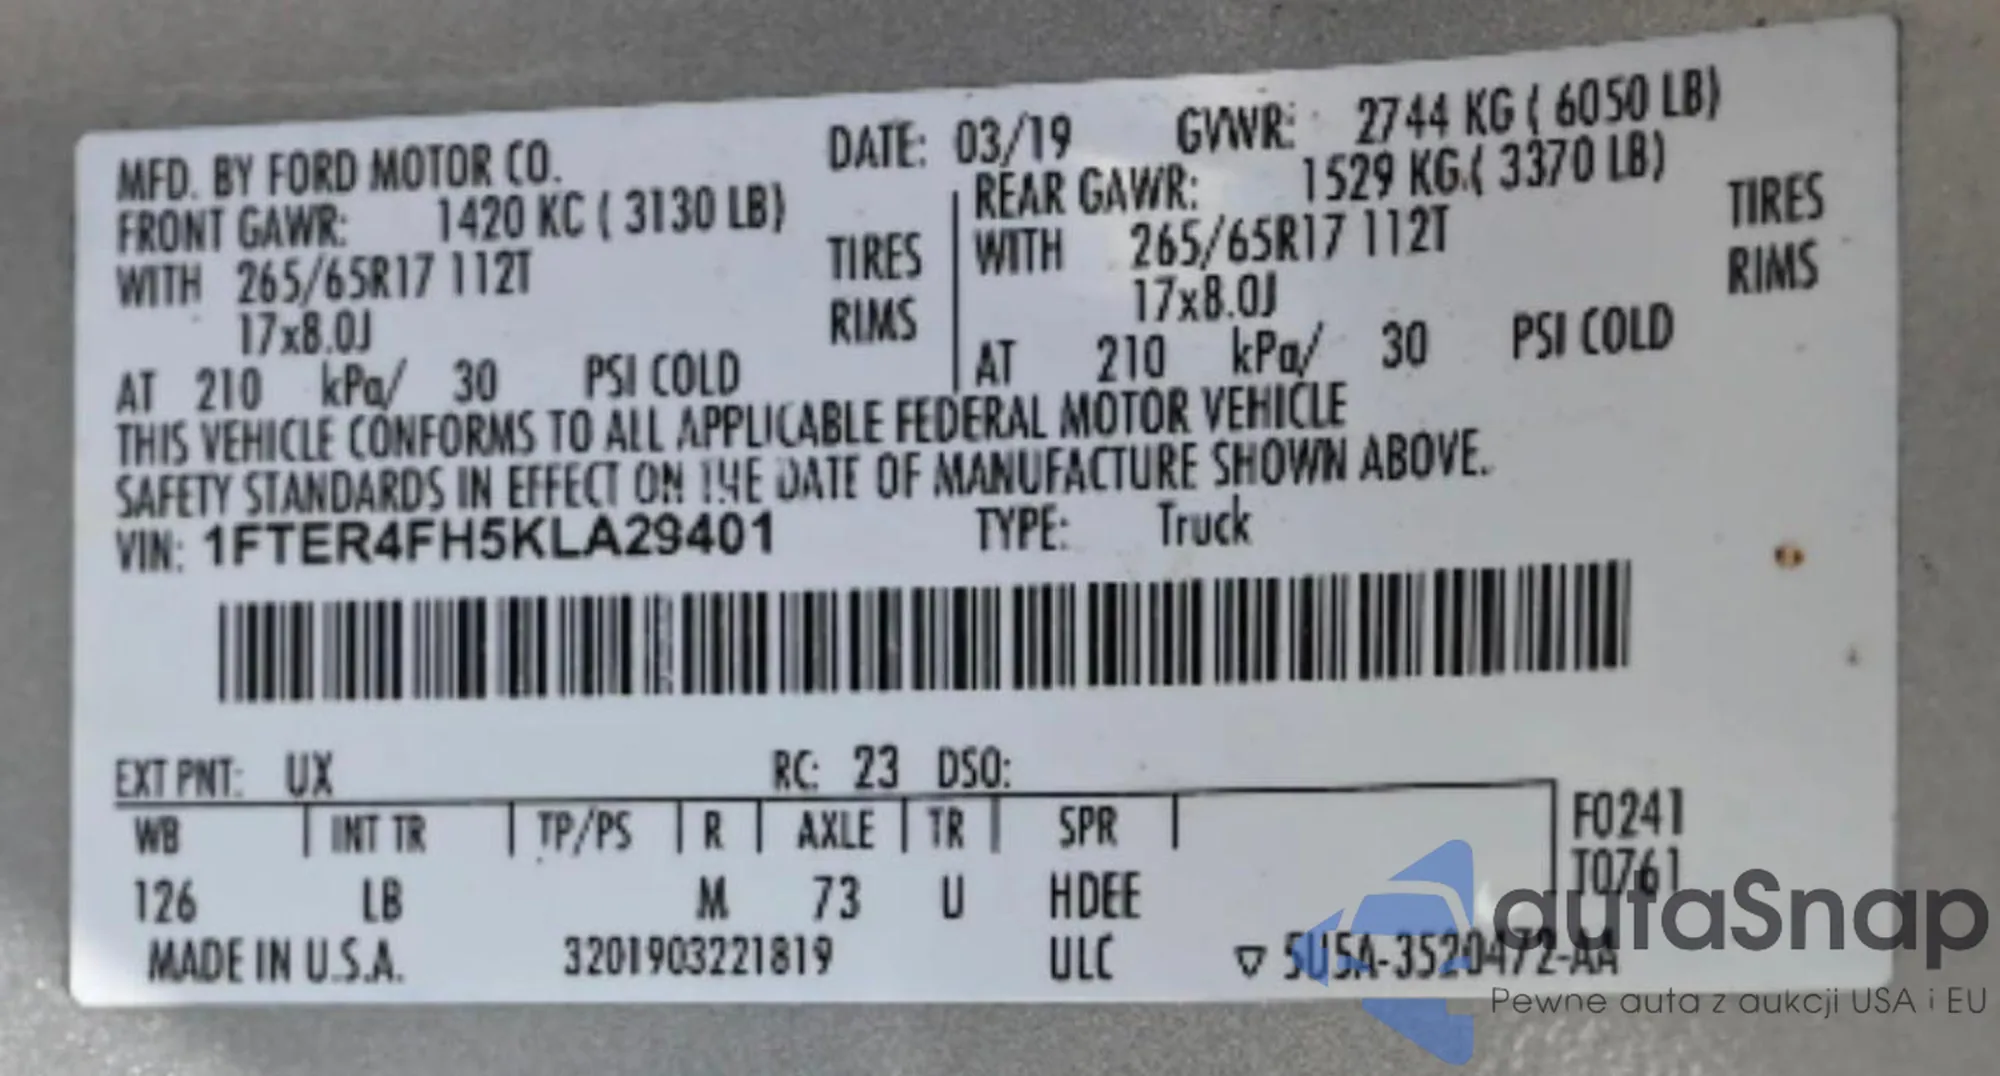 MFD. BY FORD MOTOR CO. DATE: 03/19 GVWR: 2744 KG ( 6050 LB)
FRONT GAWR: 1420 KG ( 3130 LB) REAR GAWR: 1529 KG ( 3370 LB)
WITH 265/65R17 112T TIRES WITH 265/65R17 112T TIRES
17x8.0J RIMS 17x8.0J RIMS
AT 210 kPa/ 30 PSI COLD AT 210 kPa/ 30 PSI COLD
THIS VEHICLE CONFORMS TO ALL APPLICABLE FEDERAL MOTOR VEHICLE
SAFETY STANDARDS IN EFFECT ON THE DATE OF MANUFACTURE SHOWN ABOVE.
VIN: 1FTER4FH5KLA29401 TYPE: Truck
EXT PNT: UX RC: 23 DSO:
WB INT TR TP/PS R AXLE TR SPR F0241
126 LB M 73 U HDEE T0761
MADE IN U.S.A. 3201903221819 ULC ▽ 5U5A-3520472-AA
autaSnap
Pewne auta z aukcji USA i EU